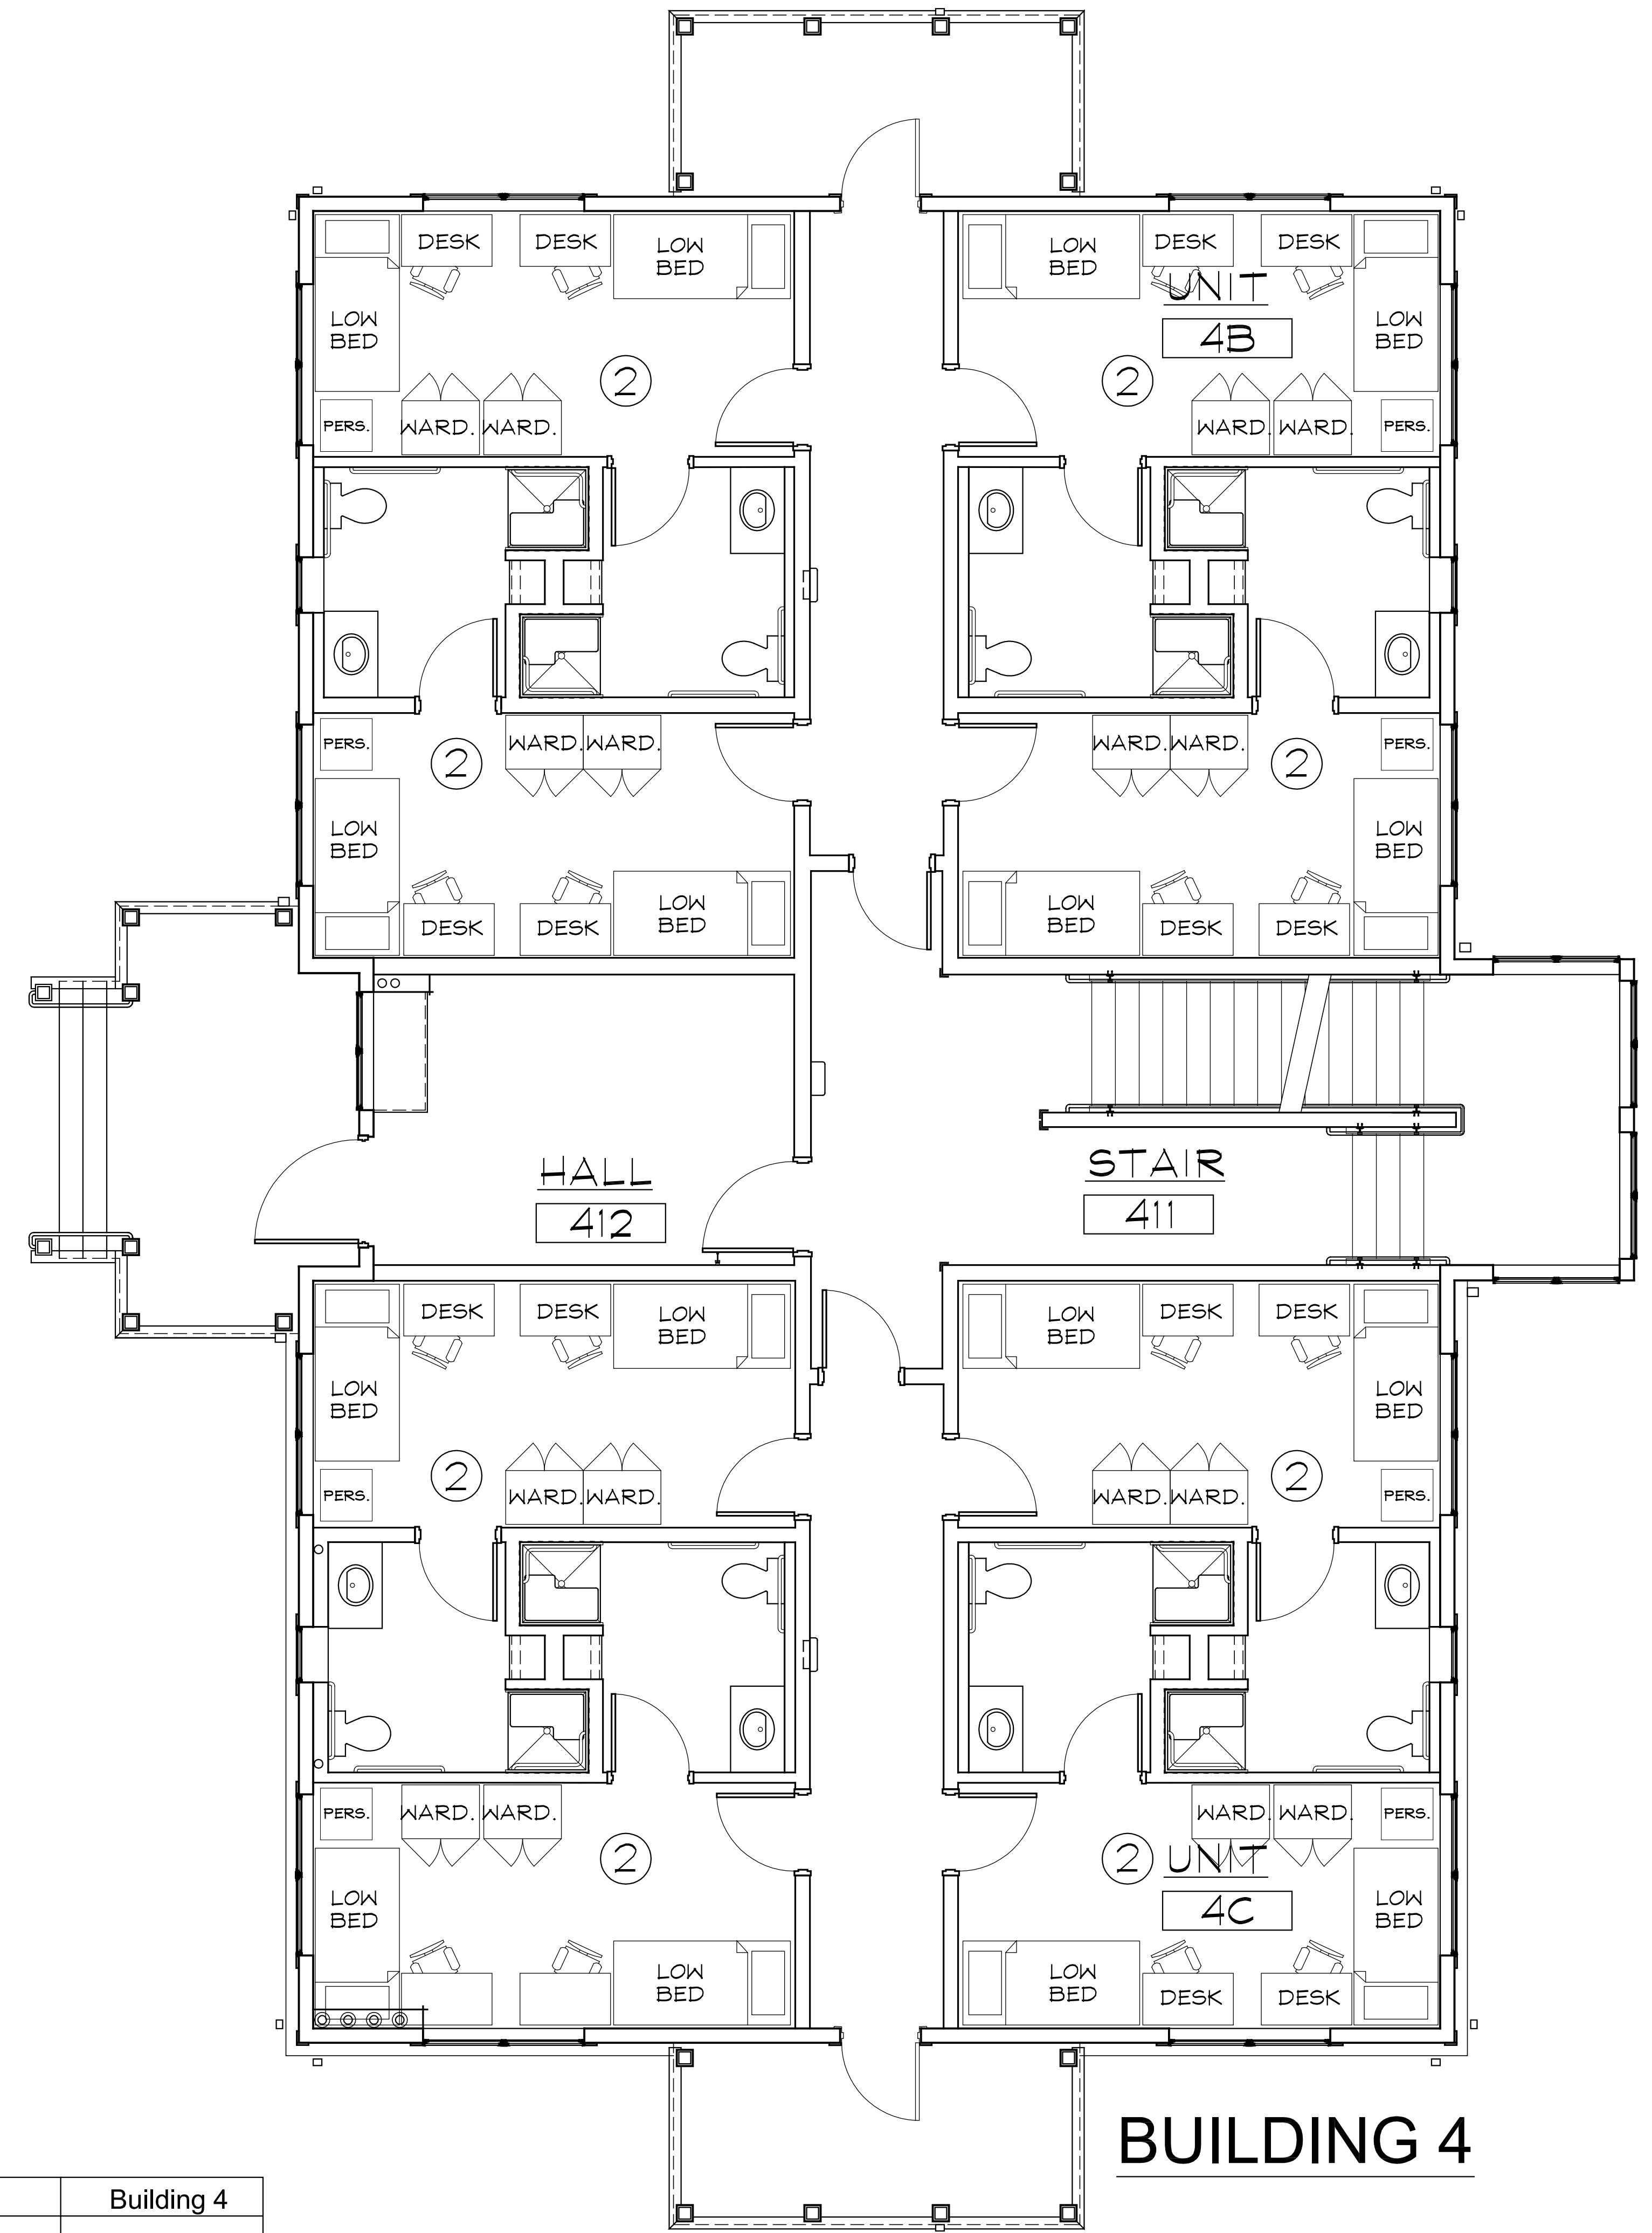 DESK DESK LOW BED LOW BED DESK DESK
UNIT
4B
LOW BED LOW BED
2 2
PERS. WARD. WARD. WARD. WARD. PERS.
PERS. 2 WARD. WARD. WARD. WARD. 2 PERS.
LOW BED LOW BED
DESK DESK LOW BED LOW BED DESK DESK
HALL
412
STAIR
411
DESK DESK LOW BED LOW BED DESK DESK
LOW BED LOW BED
2 2
PERS. WARD. WARD. WARD. WARD. PERS.
PERS. WARD. WARD. WARD. WARD. PERS.
2 2 UNIT
4C
LOW BED LOW BED
LOW BED LOW BED DESK DESK
BUILDING 4
Building 4